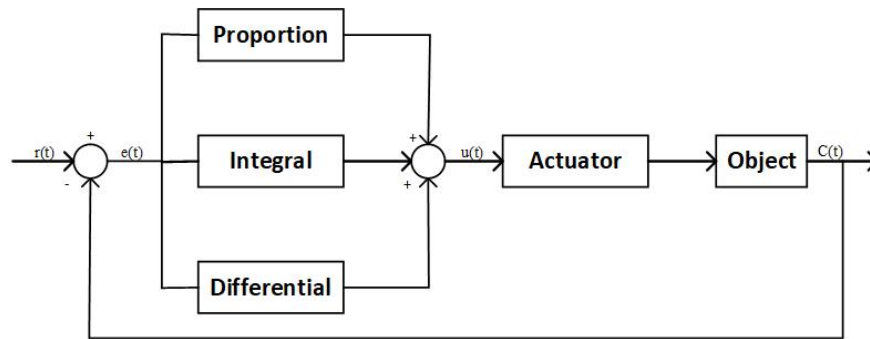 Proportion
+
+
r(t)
e(t)
Integral
u(t)
Actuator
Object
C(t)
-
+
Differential